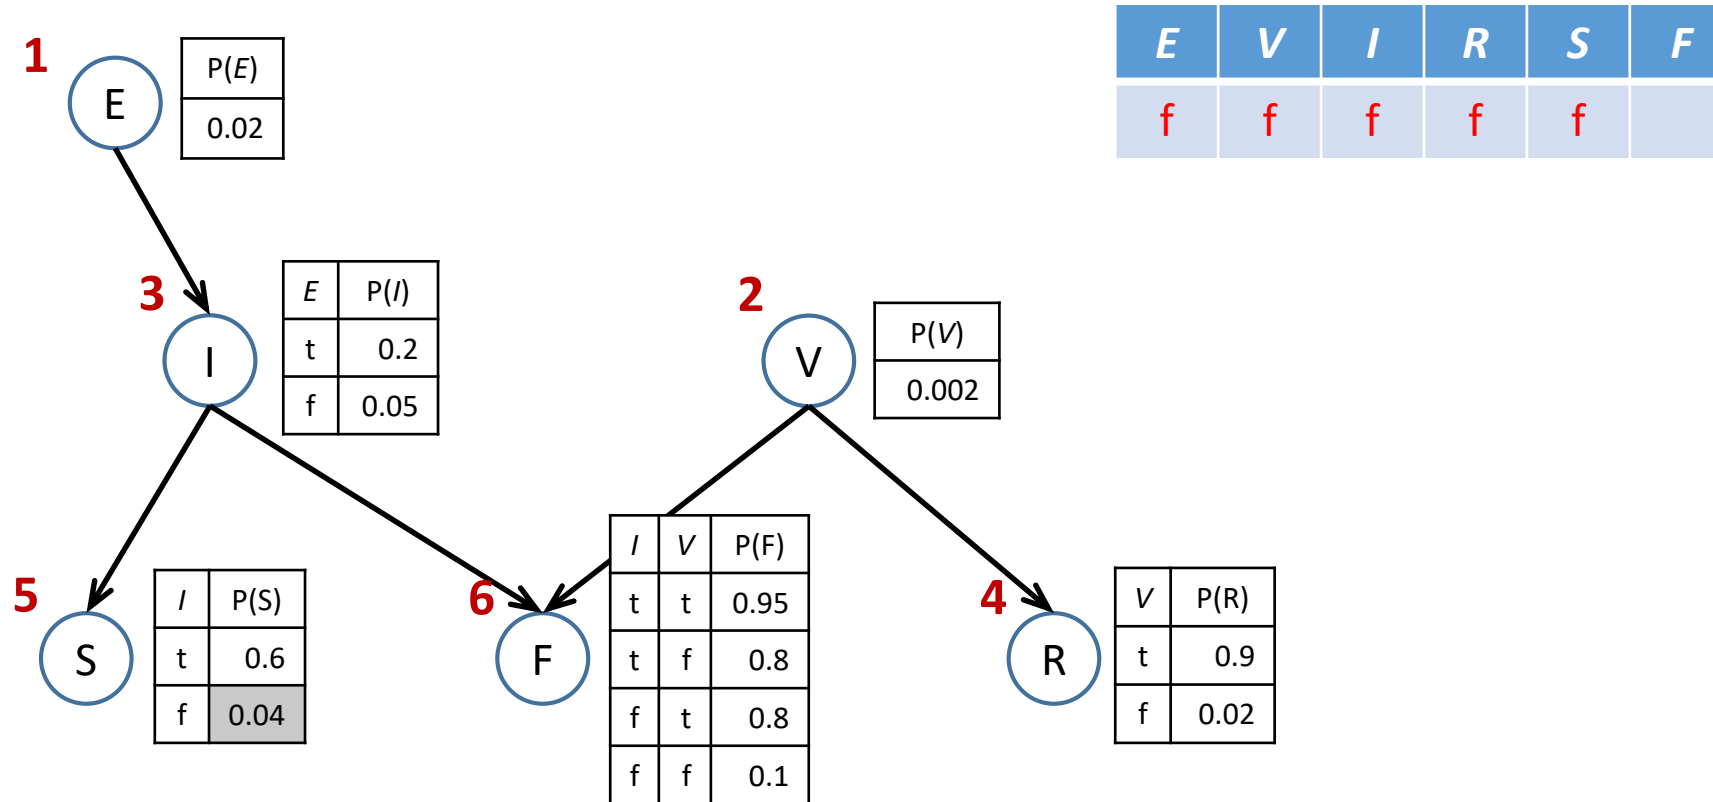 1
E
P(E)
0.02
E V I R S F
f f f f f
3
I
E P(I)
t 0.2
f 0.05
2
V
P(V)
0.002
5
S
I P(S)
t 0.6
f 0.04
6
F
I V P(F)
t t 0.95
t f 0.8
f t 0.8
f f 0.1
4
R
V P(R)
t 0.9
f 0.02